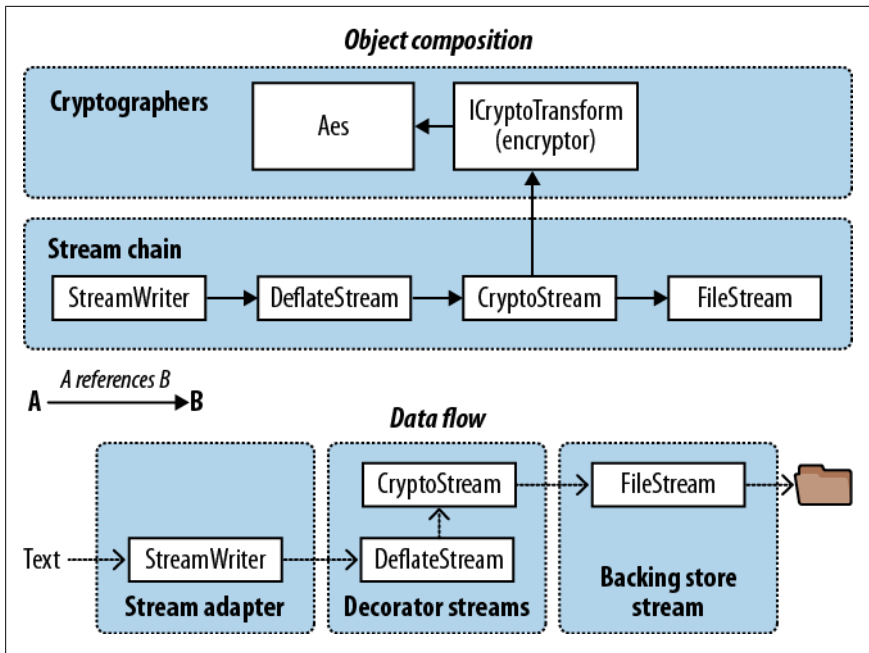 Object composition
Cryptographers
Aes
ICryptoTransform
(encryptor)
Stream chain
StreamWriter
DeflateStream
CryptoStream
FileStream
A references B
A
B
Data flow
CryptoStream
FileStream
Text
StreamWriter
DeflateStream
Stream adapter
Decorator streams
Backing store
stream